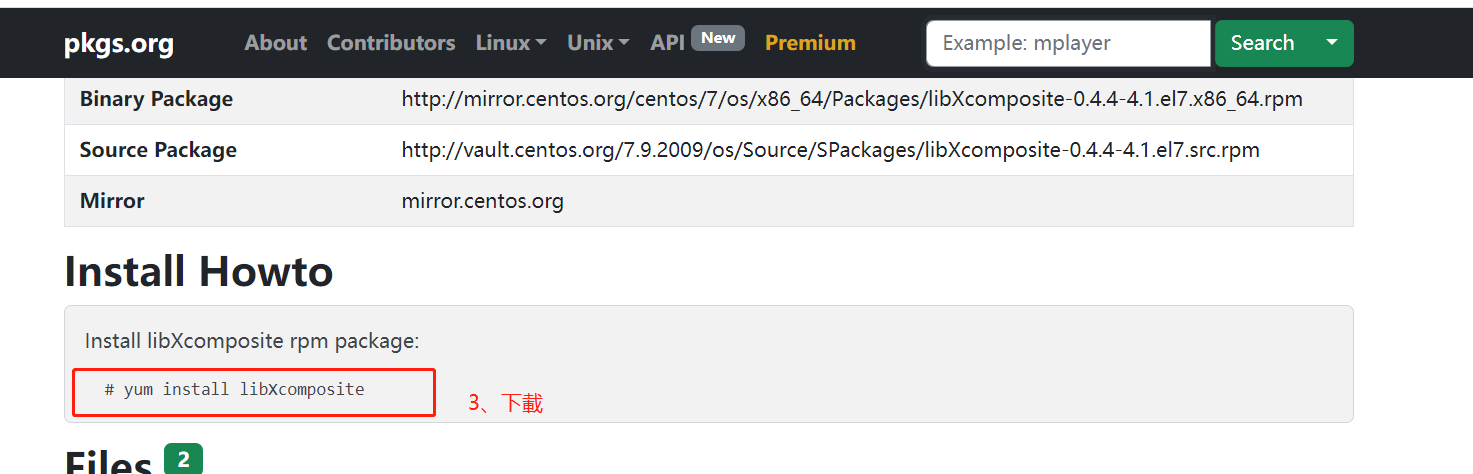 pkgs.org About Contributors Linux Unix API New Premium Example: mplayer Search
Binary Package http://mirror.centos.org/centos/7/os/x86_64/Packages/libXcomposite-0.4.4-4.1.el7.x86_64.rpm
Source Package http://vault.centos.org/7.9.2009/os/Source/SPackages/libXcomposite-0.4.4-4.1.el7.src.rpm
Mirror mirror.centos.org
Install Howto
Install libXcomposite rpm package:
# yum install libXcomposite
3、下載
Files 2